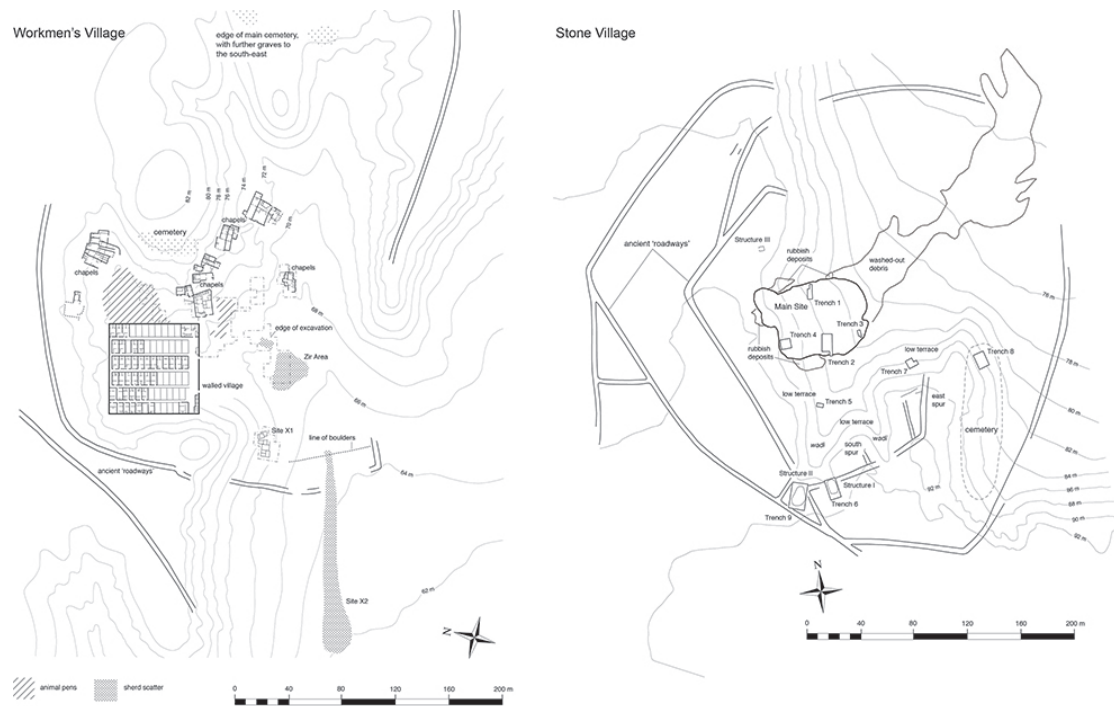 Workmen's Village
edge of main cemetery,
with further graves to
the south-east
82 m
80 m
78 m
76 m
74 m
72 m
70 m
chapels
cemetery
chapels
chapels
chapels
68 m
edge of excavation
Zir Area
walled village
66 m
Site X1
line of boulders
ancient 'roadways'
64 m
62 m
Site X2
N
animal pens
sherd scatter
0 40 80 120 160 200 m
Stone Village
ancient 'roadways'
Structure III
rubbish
deposits
washed-out
debris
76 m
Main Site
Trench 1
Trench 3
Trench 4
Trench 2
rubbish
deposits
low terrace
Trench 7
Trench 8
78 m
low terrace
Trench 5
east
spur
80 m
low terrace
cemetery
wadi
south
spur
wadi
82 m
84 m
86 m
88 m
90 m
92 m
92 m
Structure II
Structure I
Trench 6
Trench 9
N
0 40 80 120 160 200 m